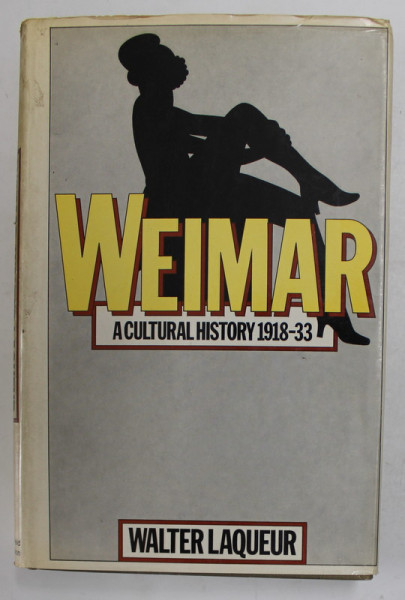 WEIMAR
A CULTURAL HISTORY 1918-33
WALTER LAQUEUR